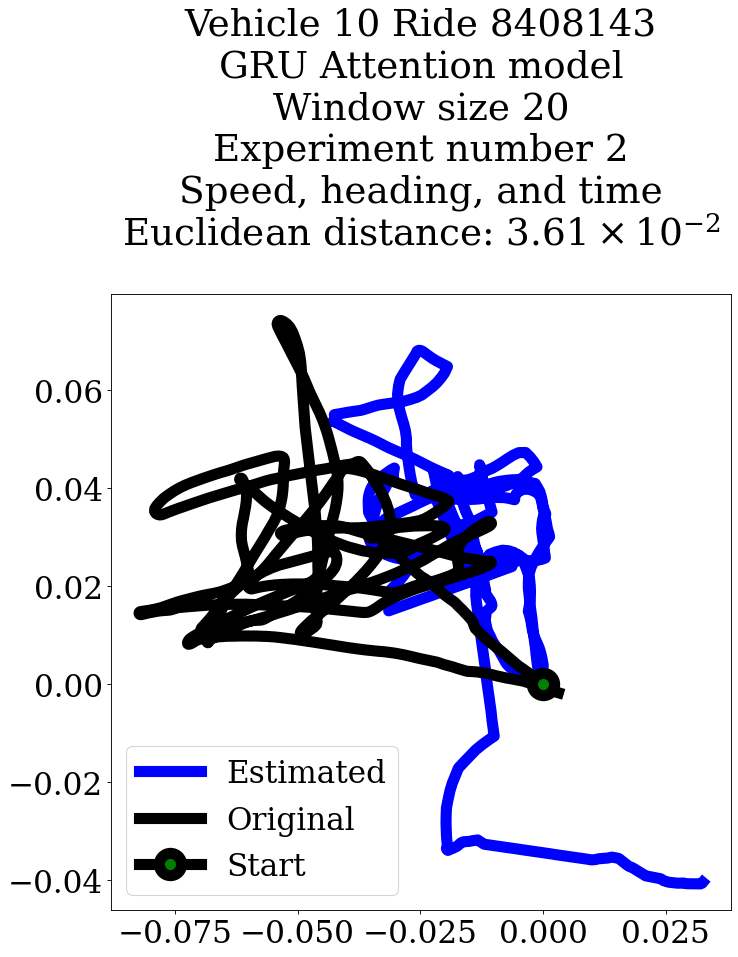 Vehicle 10 Ride 8408143
GRU Attention model
Window size 20
Experiment number 2
Speed, heading, and time
Euclidean distance: 3.61 × 10⁻²
0.06
0.04
0.02
0.00
−0.02
−0.04
Estimated
Original
Start
−0.075 −0.050 −0.025 0.000 0.025